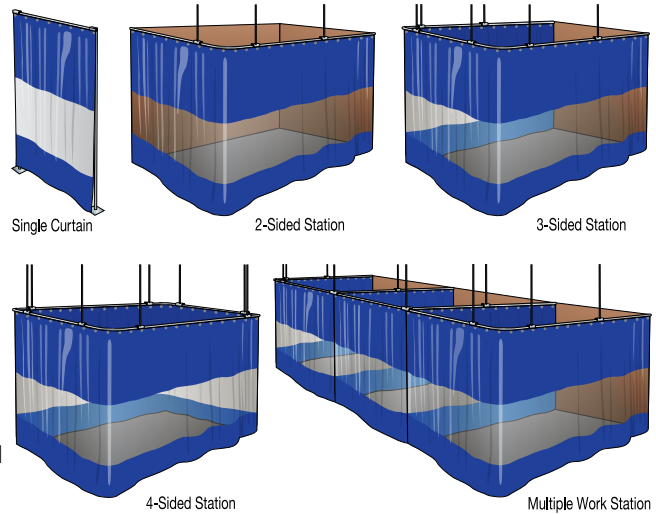 Single Curtain
2-Sided Station
3-Sided Station
4-Sided Station
Multiple Work Station